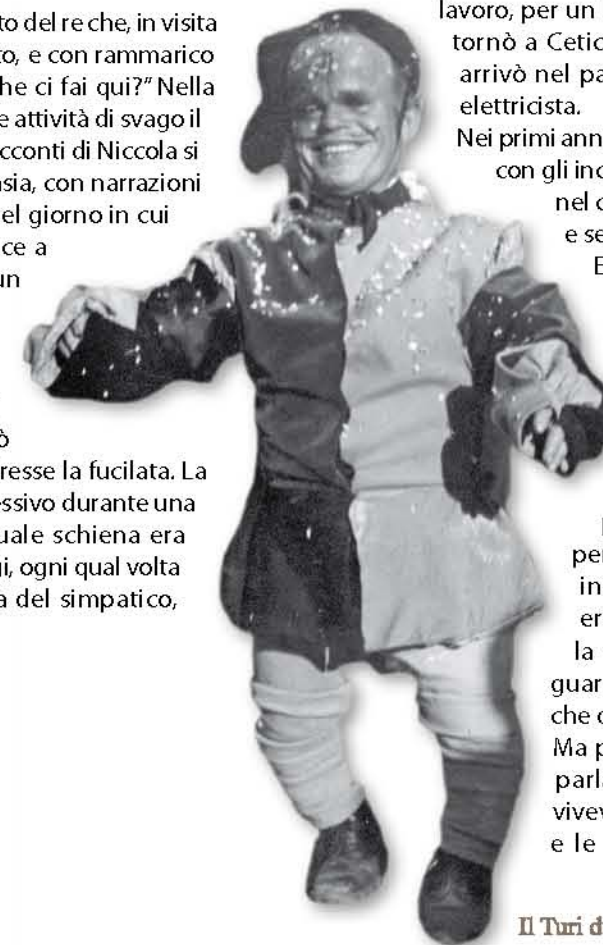 to del re che, in visita
to, e con rammarico
he ci fai qui?” Nella
e attività di svago il
cconti di Niccola si
asia, con narrazioni
el giorno in cui
ce a
un
ò
resse la fucilata. La
essivo durante una
uale schiena era
gi, ogni qual volta
a del simpatico,
lavoro, per un
tornò a Cetic
arrivò nel pa
elettricista.
Nei primi ann
con gli inc
nel c
e se
E
per
in
er
la
guar
che c
Ma p
parla
vivev
e le
Il Turi d